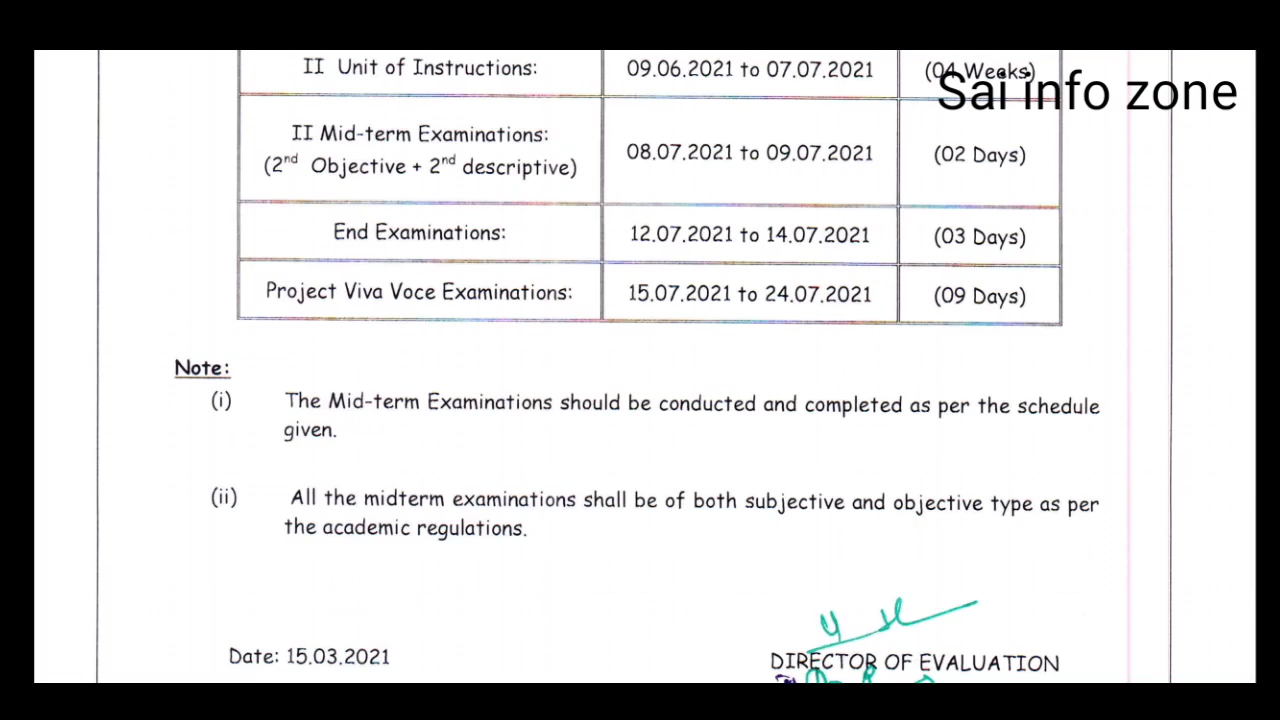 II Unit of Instructions: 09.06.2021 to 07.07.2021 (04 Weeks)
Sai info zone
II Mid-term Examinations:
(2nd Objective + 2nd descriptive) 08.07.2021 to 09.07.2021 (02 Days)
End Examinations: 12.07.2021 to 14.07.2021 (03 Days)
Project Viva Voce Examinations: 15.07.2021 to 24.07.2021 (09 Days)
Note:
(i) The Mid-term Examinations should be conducted and completed as per the schedule
given.
(ii) All the midterm examinations shall be of both subjective and objective type as per
the academic regulations.
Date: 15.03.2021
DIRECTOR OF EVALUATION